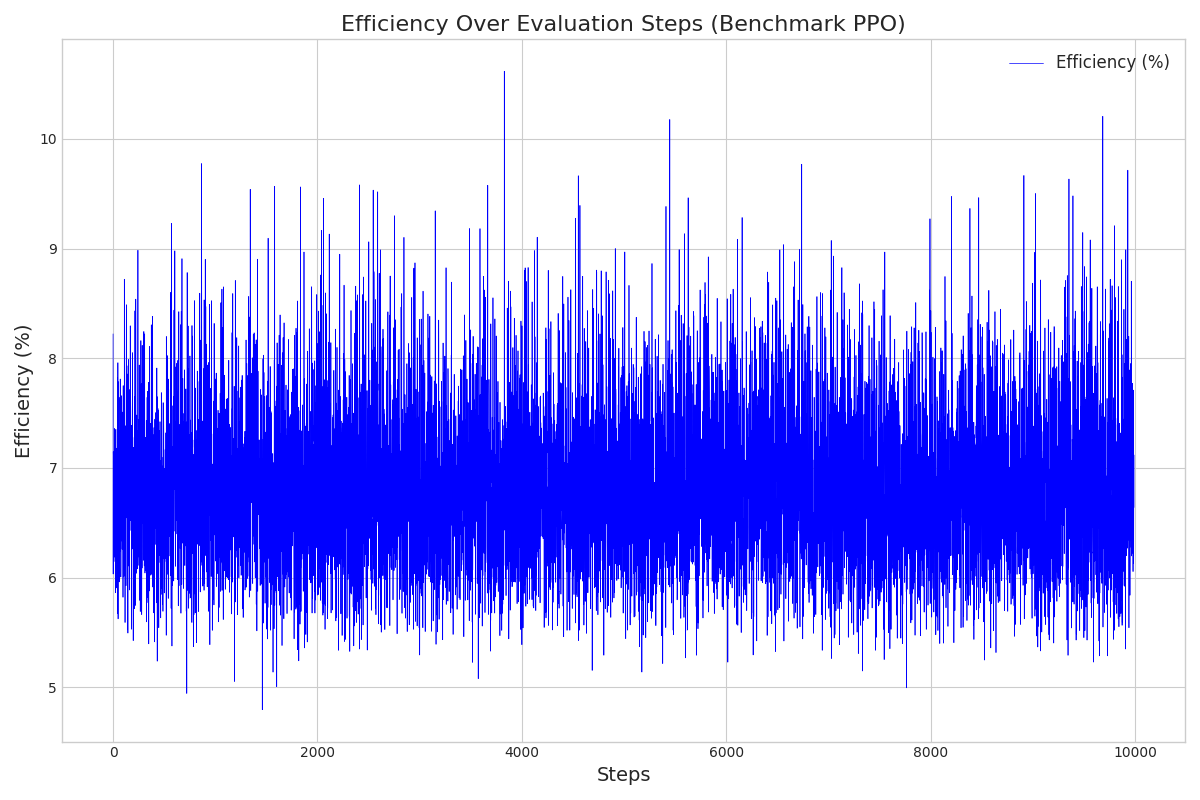 Efficiency Over Evaluation Steps (Benchmark PPO)
Efficiency (%)
10
9
8
7
6
5
Efficiency (%)
0 2000 4000 6000 8000 10000
Steps